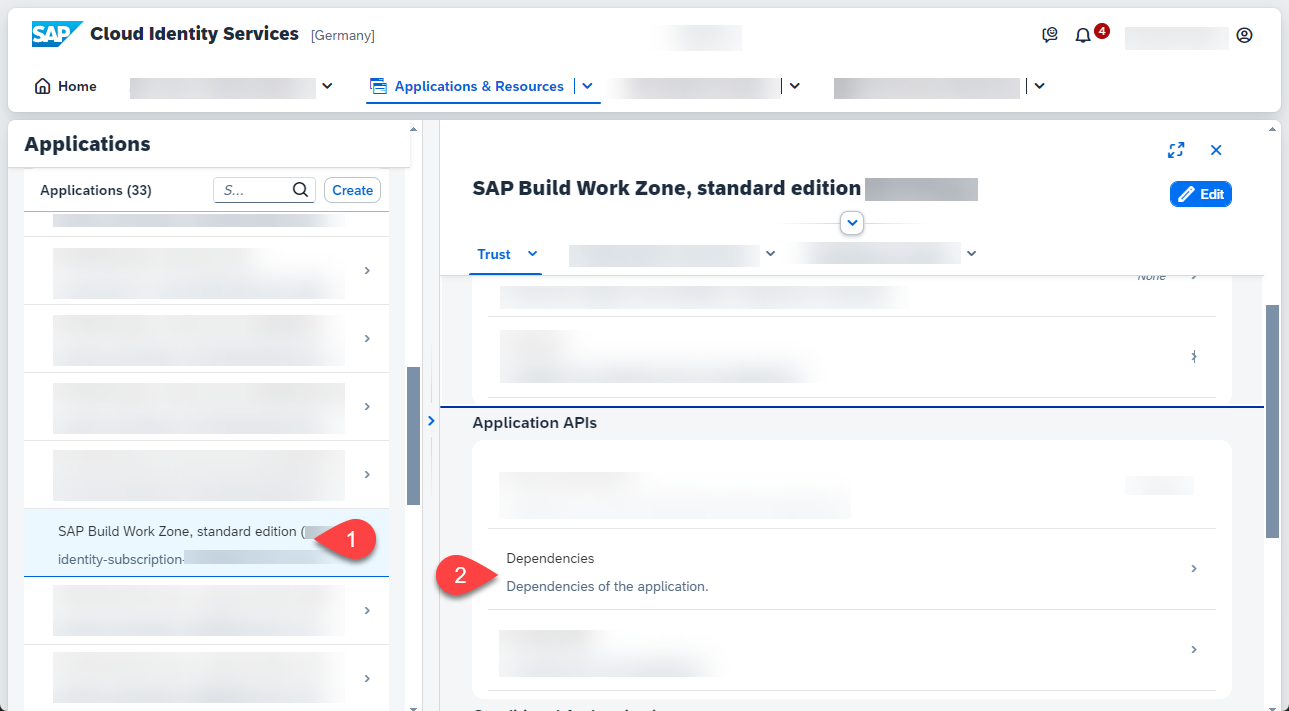 SAP Cloud Identity Services [Germany]
4
Home
Applications & Resources
Applications
Applications (33)
S...
Create
SAP Build Work Zone, standard edition (
identity-subscription-
1
SAP Build Work Zone, standard edition
Edit
Trust
None
Application APIs
Dependencies
Dependencies of the application.
2